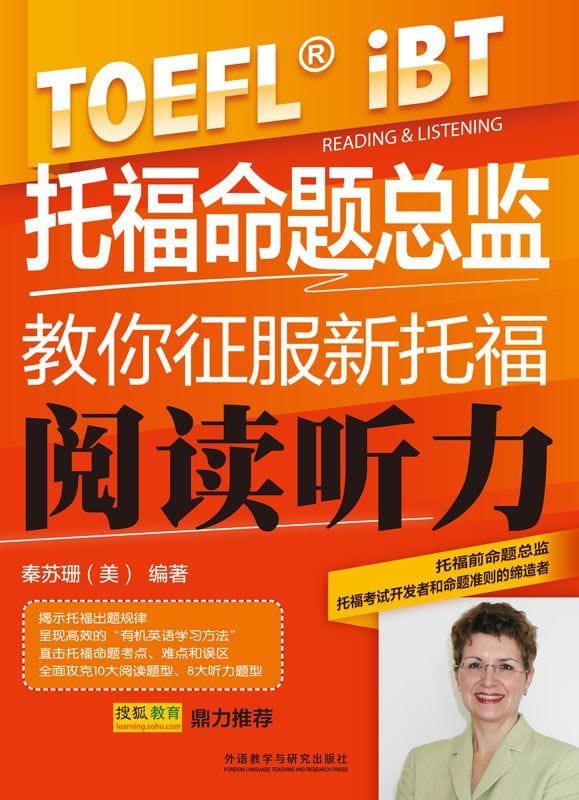 TOEFL® iBT
READING & LISTENING
托福命题总监
教你征服新托福
阅读听力
秦苏珊（美） 编著
托福前命题总监
托福考试开发者和命题准则的缔造者
揭示托福出题规律
呈现高效的“有机英语学习方法”
直击托福命题考点、难点和误区
全面攻克10大阅读题型、8大听力题型
搜狐教育
learning.sohu.com
鼎力推荐
外语教学与研究出版社
FOREIGN LANGUAGE TEACHING AND RESEARCH PRESS